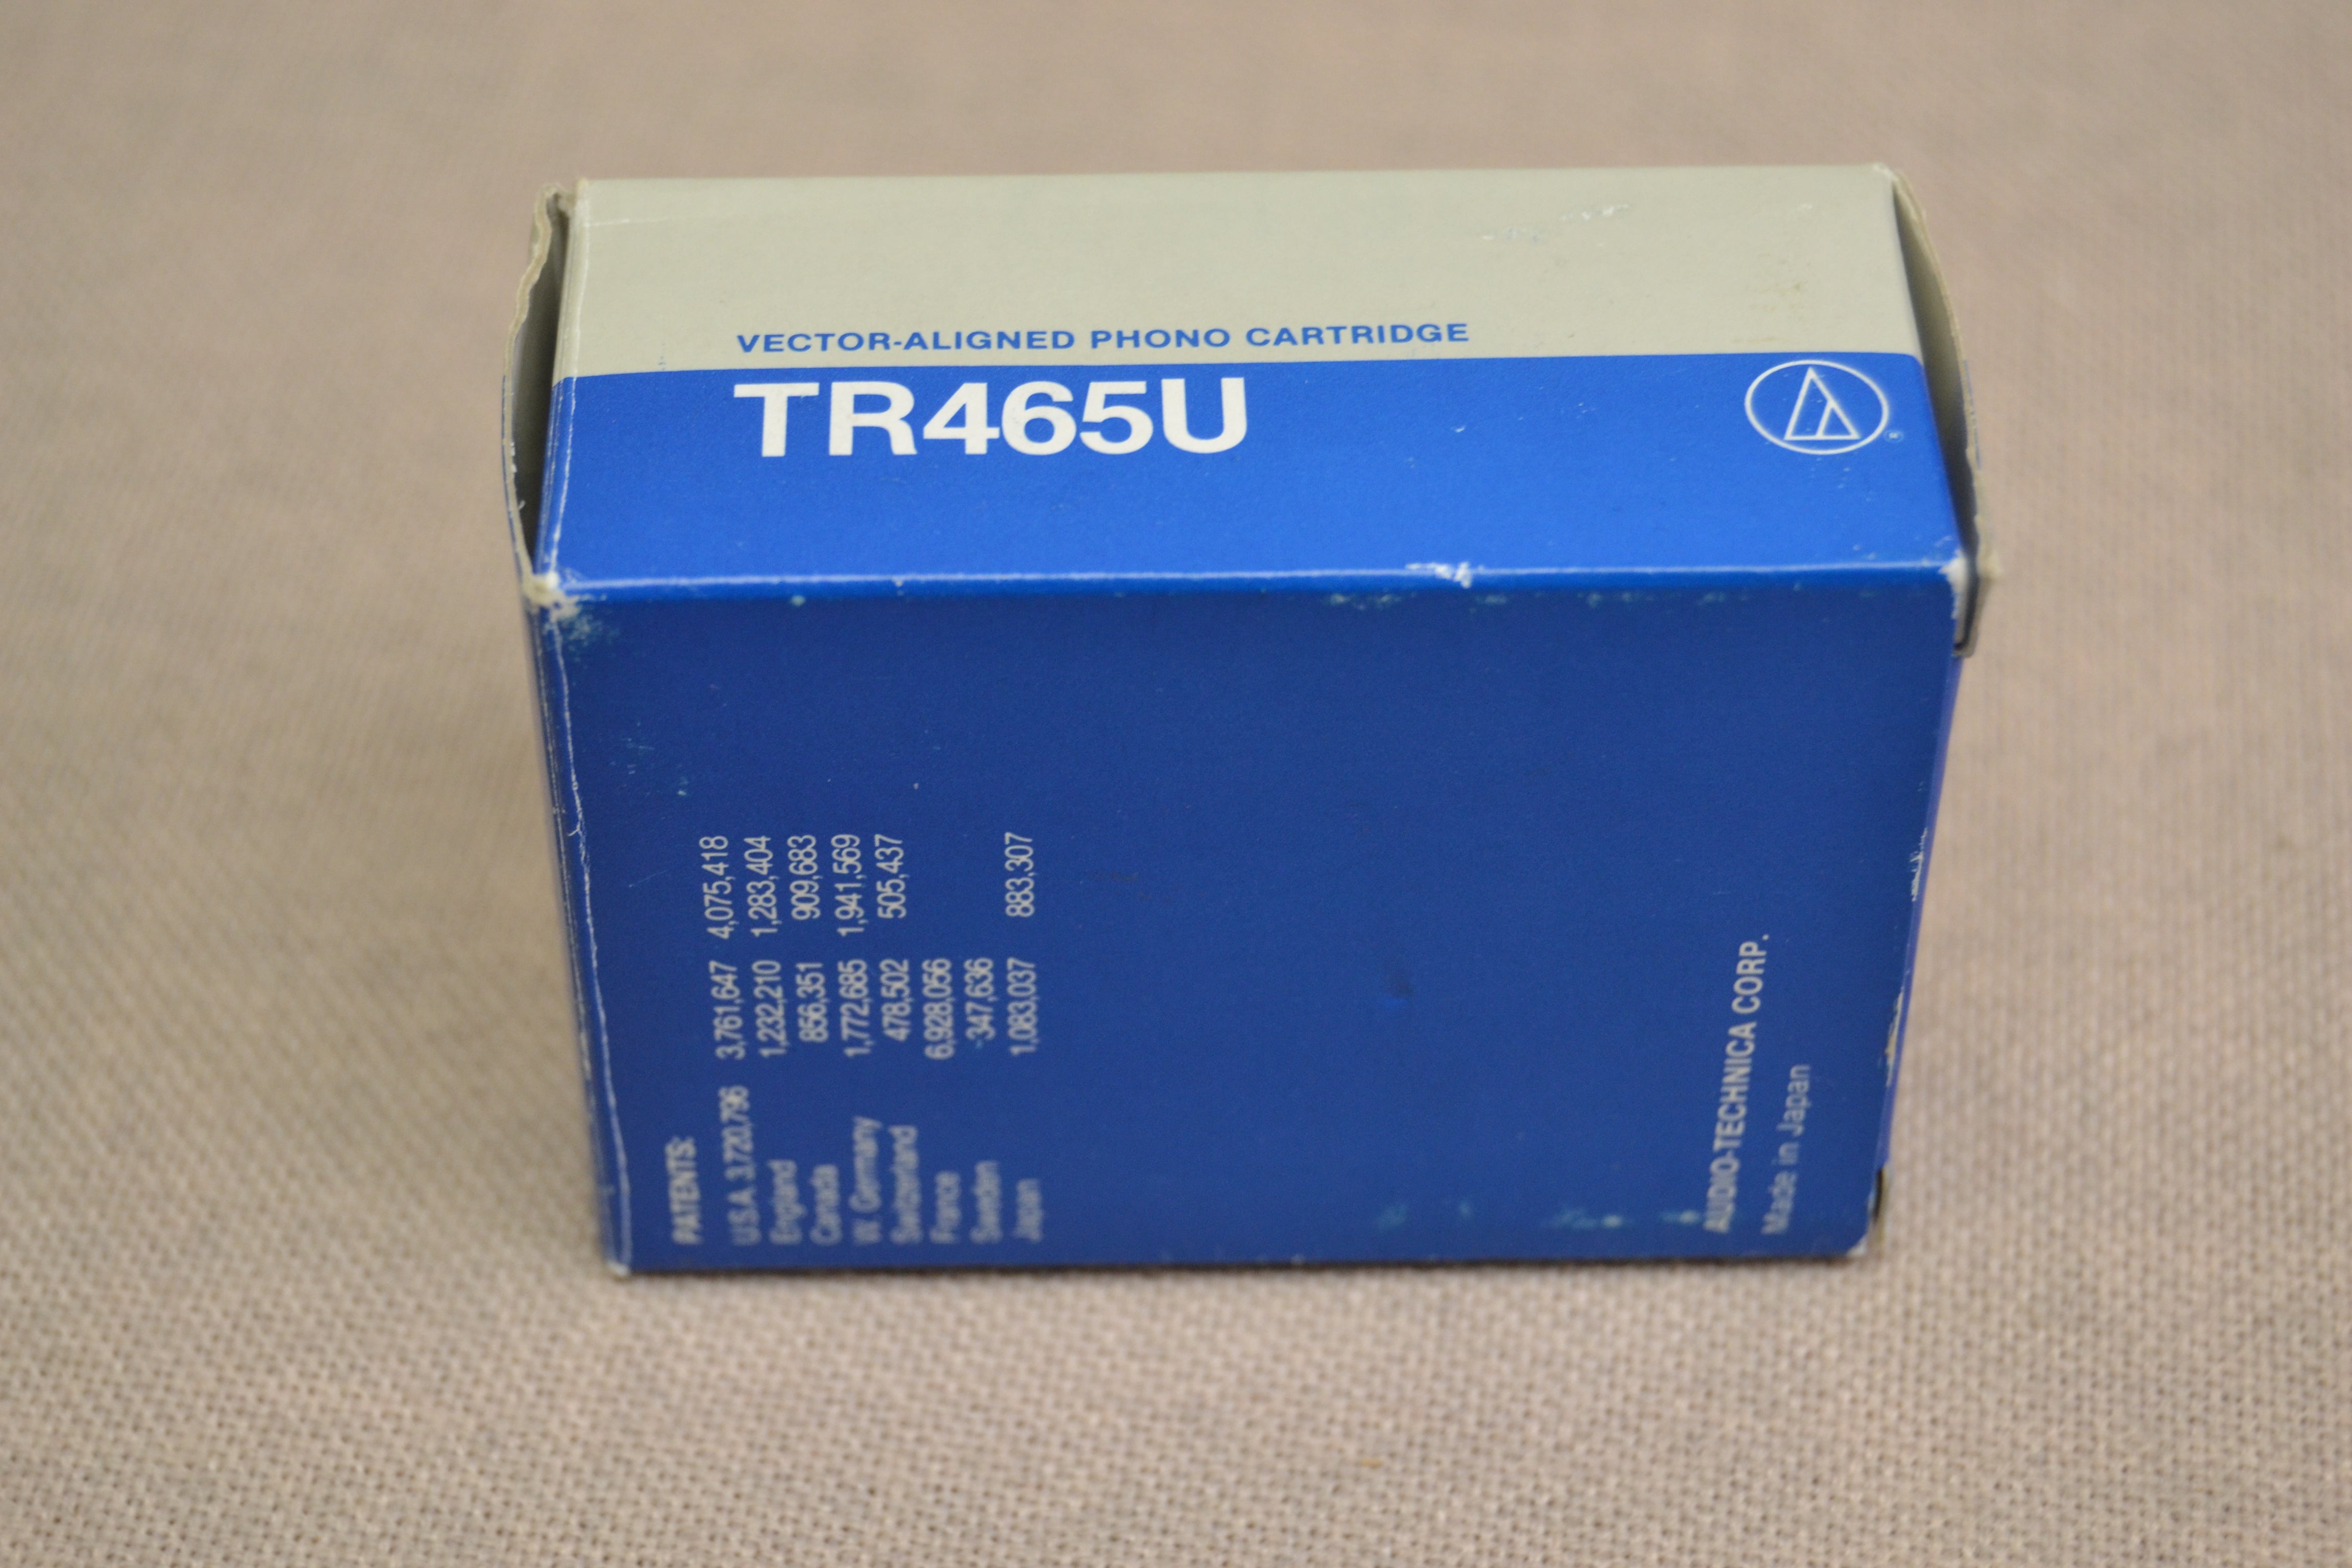 VECTOR-ALIGNED PHONO CARTRIDGE
TR465U
®
PATENTS:
U.S.A. 3,720,796 3,761,647 4,075,418
England 1,232,210 1,283,404
Canada 856,351 909,683
W. Germany 1,772,685 1,941,569
Switzerland 478,502 505,437
France 6,928,056
Sweden 347,636
Japan 1,083,037 883,307
AUDIO-TECHNICA CORP.
Made in Japan